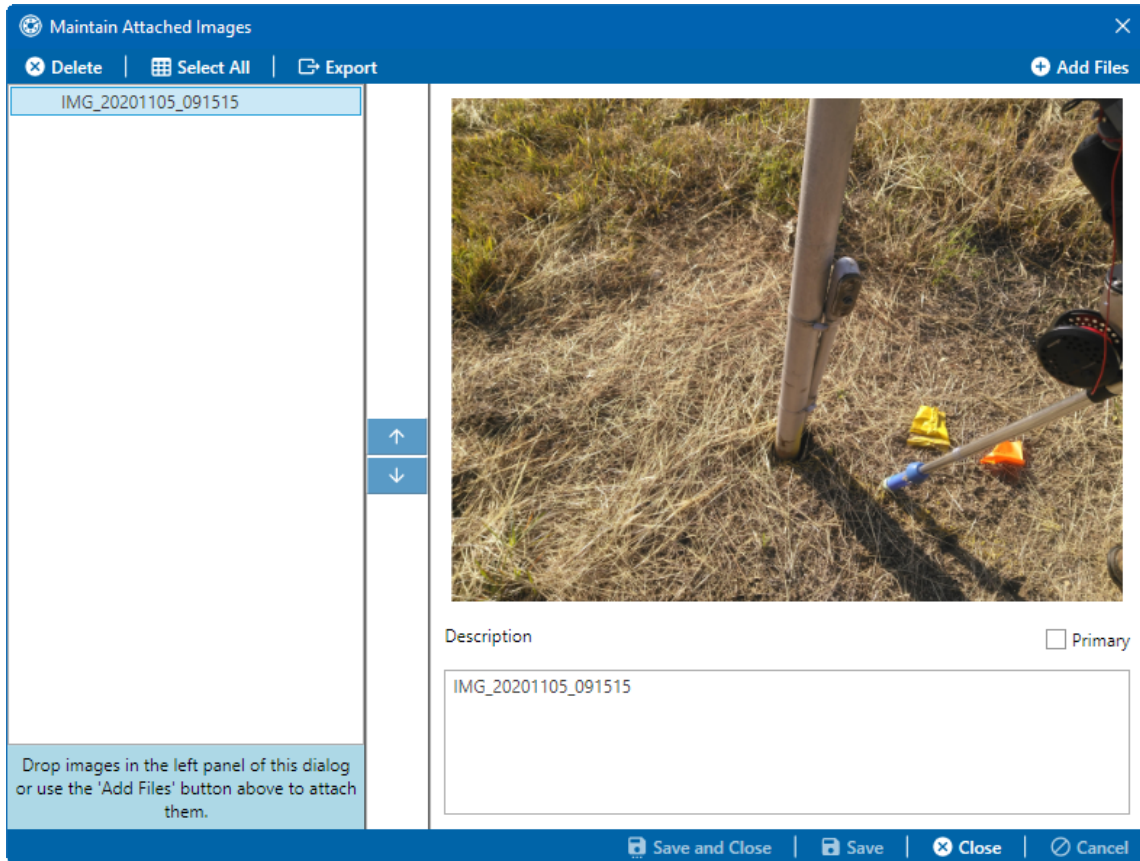 Maintain Attached Images
Delete
Select All
Export
Add Files
IMG_20201105_091515
Description
Primary
IMG_20201105_091515
Drop images in the left panel of this dialog
or use the 'Add Files' button above to attach
them.
Save and Close
Save
Close
Cancel